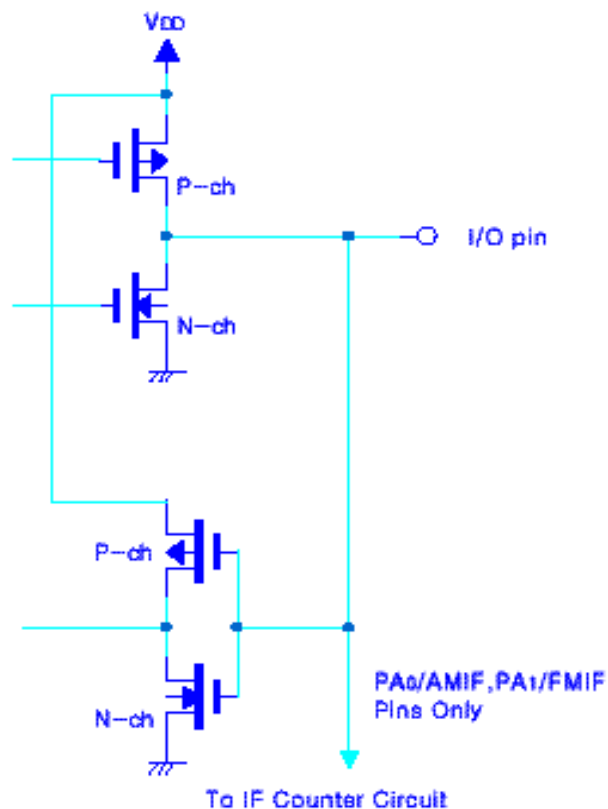 VDD
P-ch
I/O pin
N-ch
P-ch
PA0/AMIF,PA1/FMIF
Pins Only
N-ch
To IF Counter Circuit